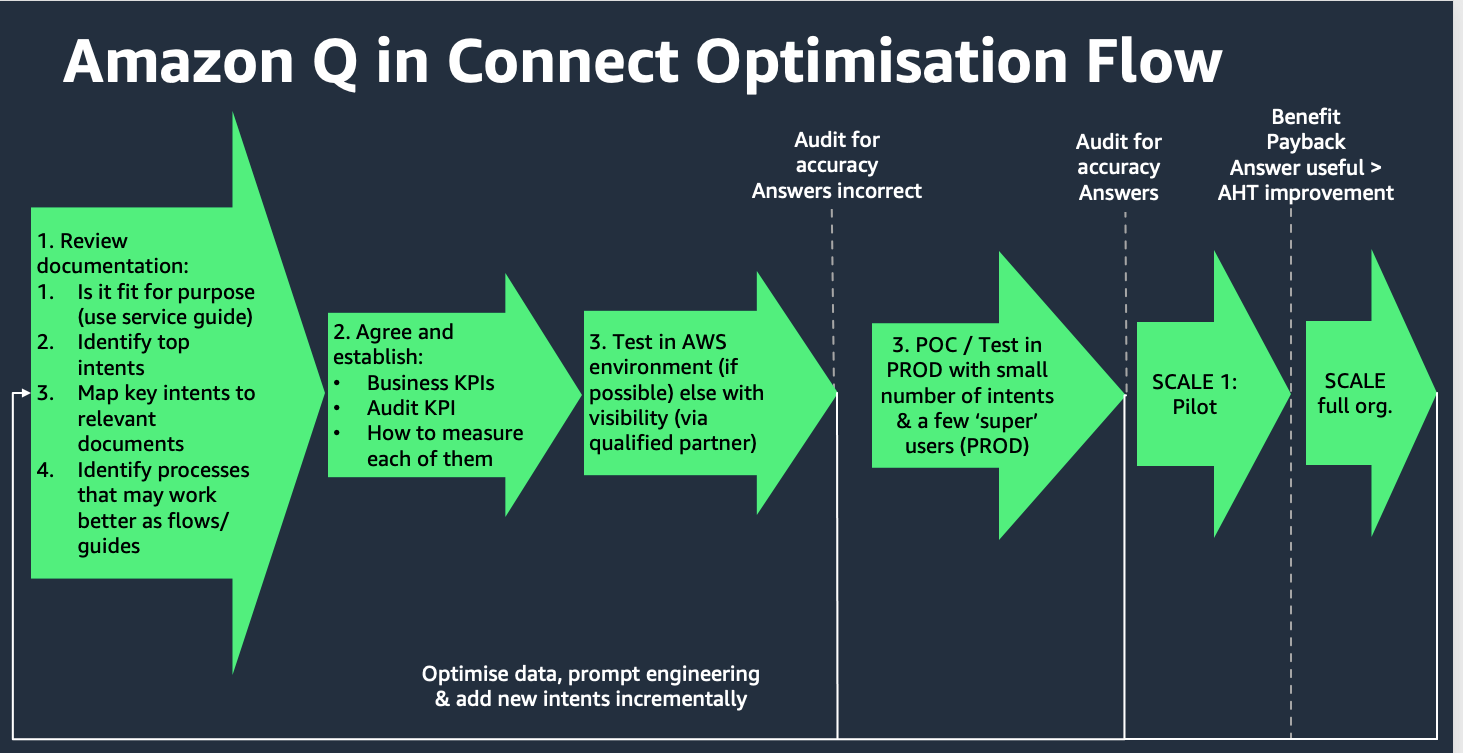 Amazon Q in Connect Optimisation Flow
1. Review
documentation:
1. Is it fit for purpose
(use service guide)
2. Identify top
intents
3. Map key intents to
relevant
documents
4. Identify processes
that may work
better as flows/
guides
2. Agree and
establish:
• Business KPIs
• Audit KPI
• How to measure
each of them
3. Test in AWS
environment (if
possible) else with
visibility (via
qualified partner)
Audit for
accuracy
Answers incorrect
3. POC / Test in
PROD with small
number of intents
& a few ‘super’
users (PROD)
Audit for
accuracy
Answers
SCALE 1:
Pilot
Benefit
Payback
Answer useful >
AHT improvement
SCALE
full org.
Optimise data, prompt engineering
& add new intents incrementally